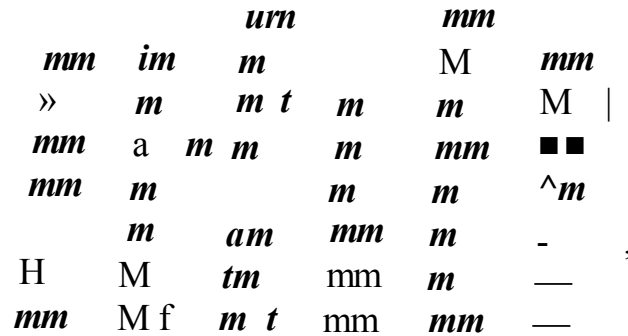 urn mm
mm im m M mm
» m m t m m M |
mm a m m m mm ■ ■
mm m m m ^m
m am mm m - ,
H M tm mm m —
mm M f m t mm mm —